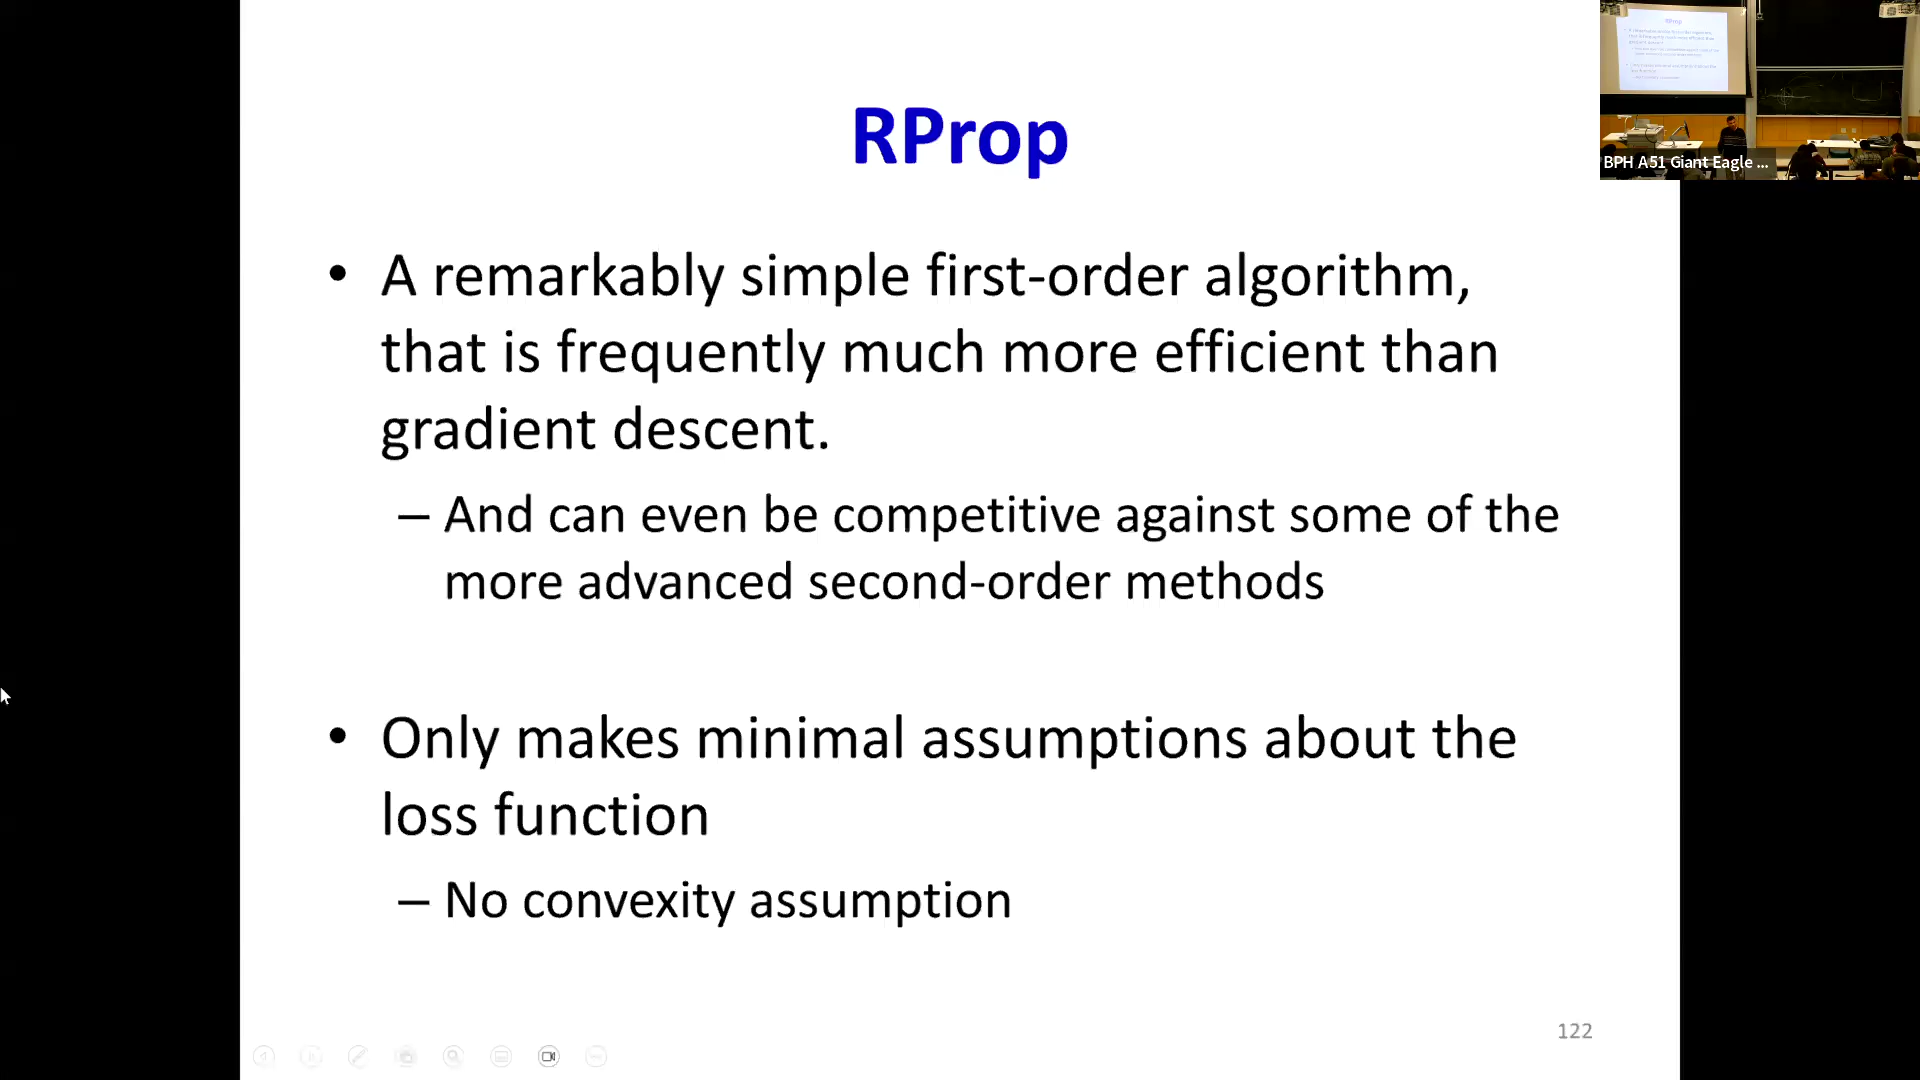 RProp
• A remarkably simple first-order algorithm,
that is frequently much more efficient than
gradient descent.
– And can even be competitive against some of the
more advanced second-order methods
• Only makes minimal assumptions about the
loss function
– No convexity assumption
122
BPH A51 Giant Eagle ...